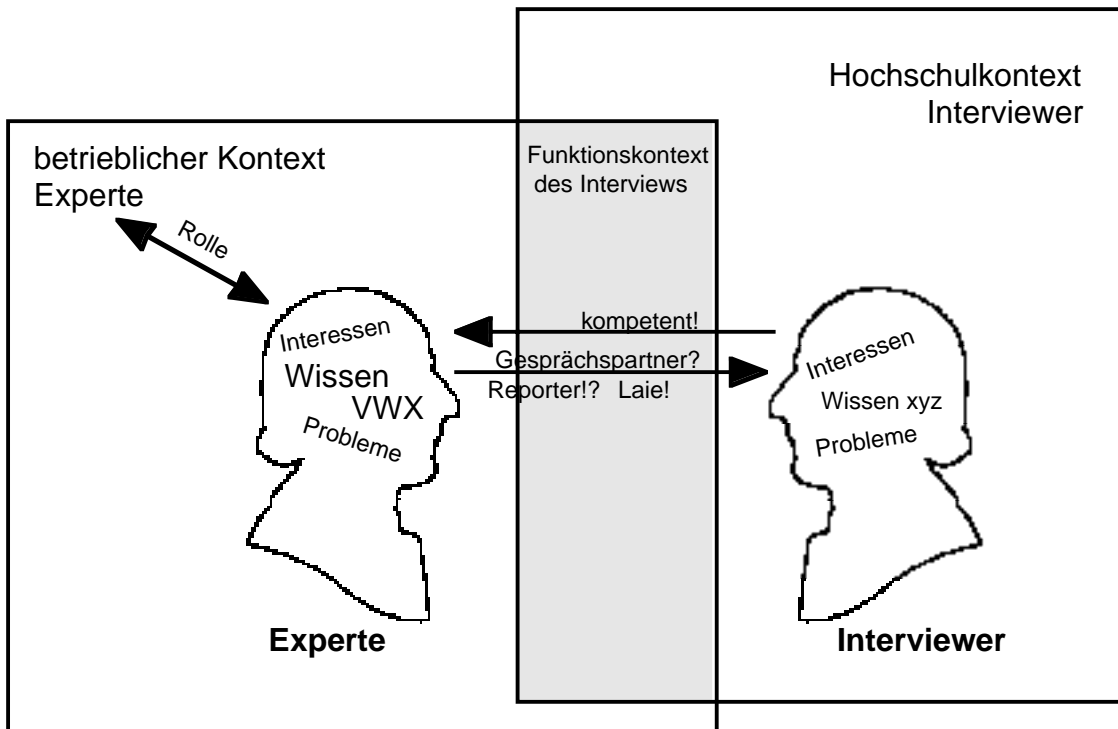 Hochschulkontext
Interviewer
betrieblicher Kontext
Experte
Funktionskontext
des Interviews
Rolle
kompetent!
Gesprächspartner?
Reporter!? Laie!
Interessen
Wissen
VWX
Probleme
Interessen
Wissen xyz
Probleme
Experte
Interviewer